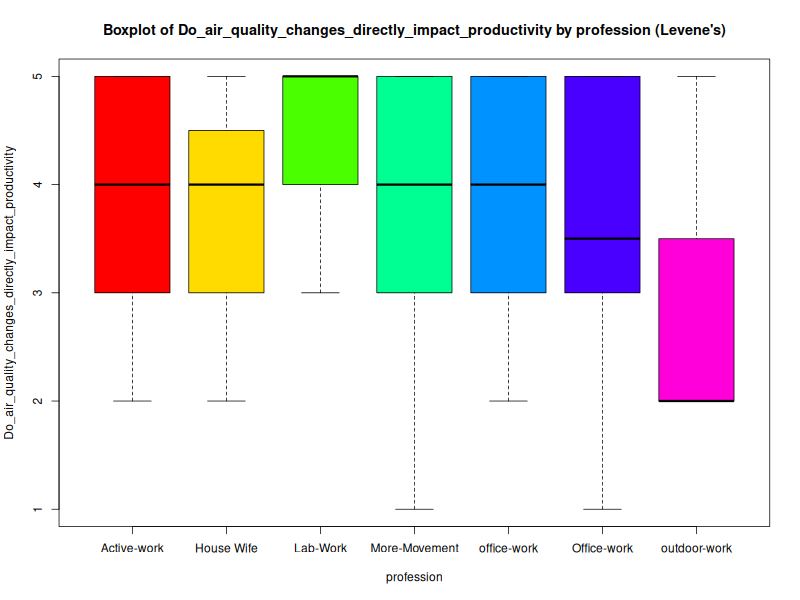 Boxplot of Do_air_quality_changes_directly_impact_productivity by profession (Levene's)
Do_air_quality_changes_directly_impact_productivity
5
4
3
2
1
Active-work House Wife Lab-Work More-Movement office-work Office-work outdoor-work
profession